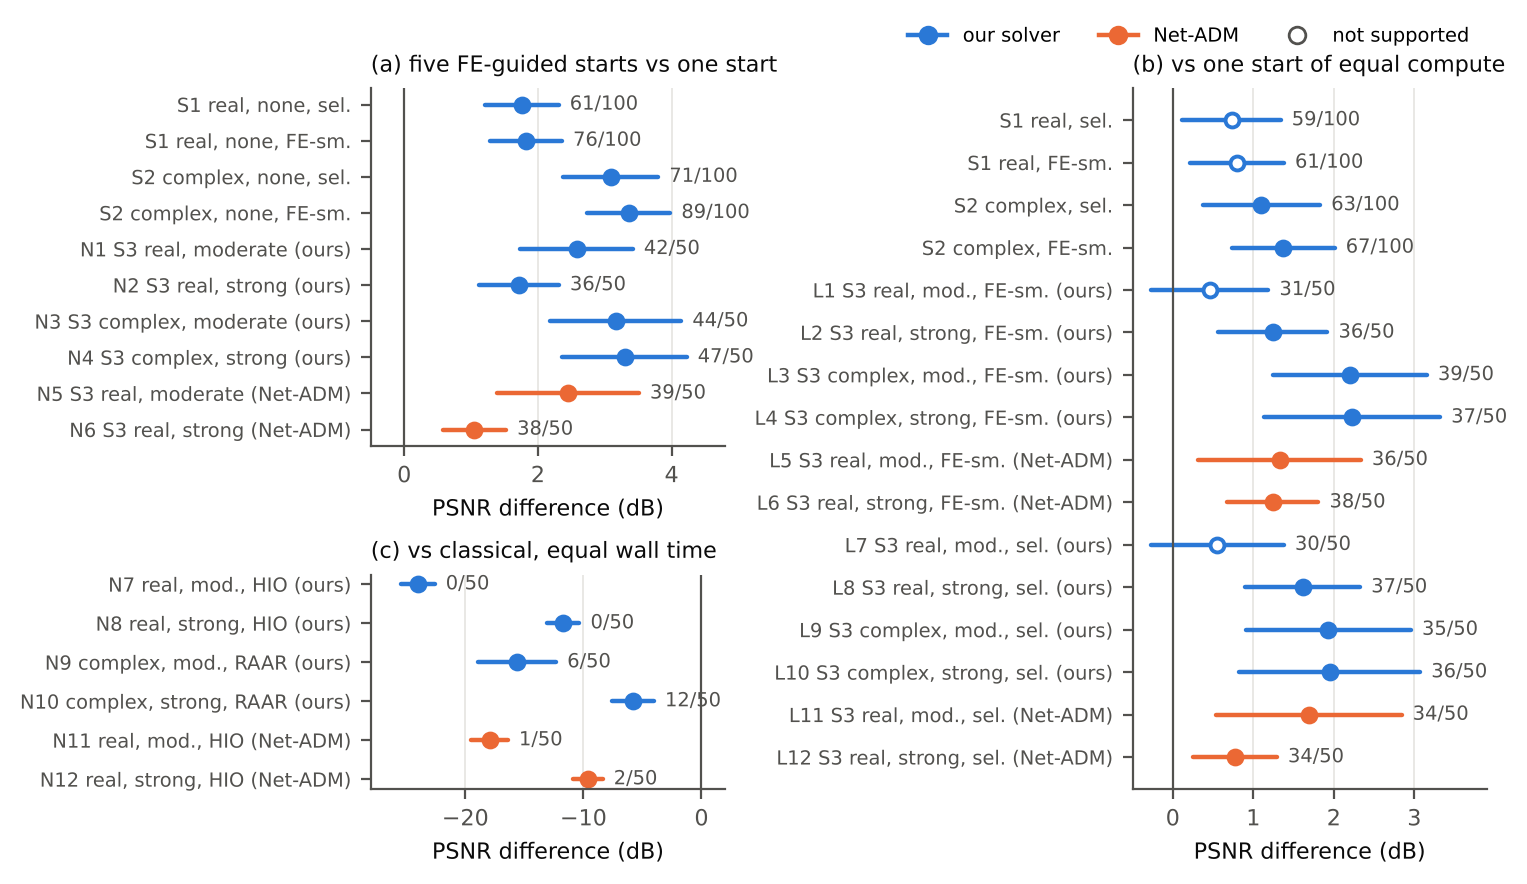 our solver
Net-ADM
not supported
(a) five FE-guided starts vs one start
S1 real, none, sel.
61/100
S1 real, none, FE-sm.
76/100
S2 complex, none, sel.
71/100
S2 complex, none, FE-sm.
89/100
N1 S3 real, moderate (ours)
42/50
N2 S3 real, strong (ours)
36/50
N3 S3 complex, moderate (ours)
44/50
N4 S3 complex, strong (ours)
47/50
N5 S3 real, moderate (Net-ADM)
39/50
N6 S3 real, strong (Net-ADM)
38/50
0 2 4
PSNR difference (dB)
(c) vs classical, equal wall time
N7 real, mod., HIO (ours)
0/50
N8 real, strong, HIO (ours)
0/50
N9 complex, mod., RAAR (ours)
6/50
N10 complex, strong, RAAR (ours)
12/50
N11 real, mod., HIO (Net-ADM)
1/50
N12 real, strong, HIO (Net-ADM)
2/50
−20 −10 0
PSNR difference (dB)
(b) vs one start of equal compute
S1 real, sel.
59/100
S1 real, FE-sm.
61/100
S2 complex, sel.
63/100
S2 complex, FE-sm.
67/100
L1 S3 real, mod., FE-sm. (ours)
31/50
L2 S3 real, strong, FE-sm. (ours)
36/50
L3 S3 complex, mod., FE-sm. (ours)
39/50
L4 S3 complex, strong, FE-sm. (ours)
37/50
L5 S3 real, mod., FE-sm. (Net-ADM)
36/50
L6 S3 real, strong, FE-sm. (Net-ADM)
38/50
L7 S3 real, mod., sel. (ours)
30/50
L8 S3 real, strong, sel. (ours)
37/50
L9 S3 complex, mod., sel. (ours)
35/50
L10 S3 complex, strong, sel. (ours)
36/50
L11 S3 real, mod., sel. (Net-ADM)
34/50
L12 S3 real, strong, sel. (Net-ADM)
34/50
0 1 2 3
PSNR difference (dB)